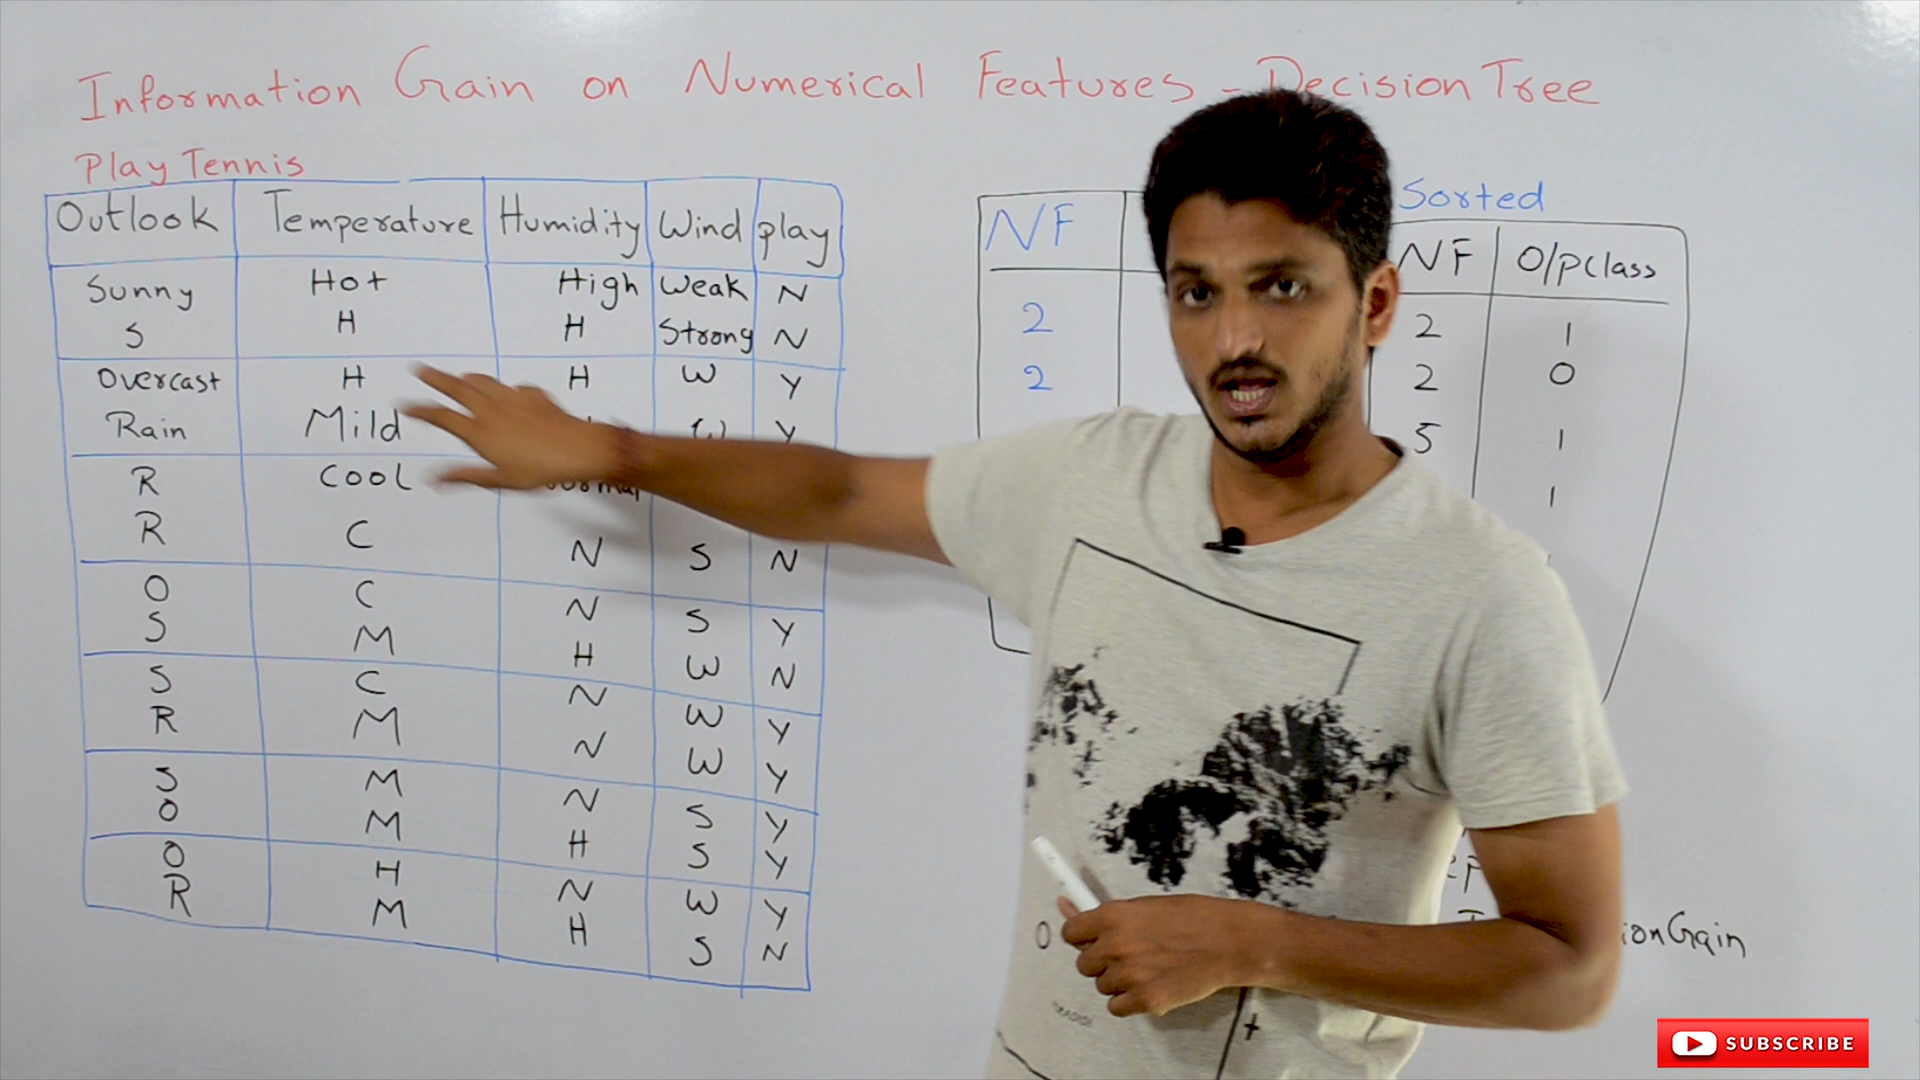 Information Gain on Numerical Features - Decision Tree
Play Tennis
Outlook Temperature Humidity Wind play
Sunny Hot High Weak N
S H H Strong N
Overcast H H W Y
Rain Mild W Y
R Cool
R C N S N
O C N S Y
S M H W N
S C N W Y
R M N W Y
S M N S Y
O M H S Y
O H N W Y
R M H S N
NF
2
2
Sorted
NF O/p Class
2 1
2 0
5 1
1
ionGain
O
+
SUBSCRIBE